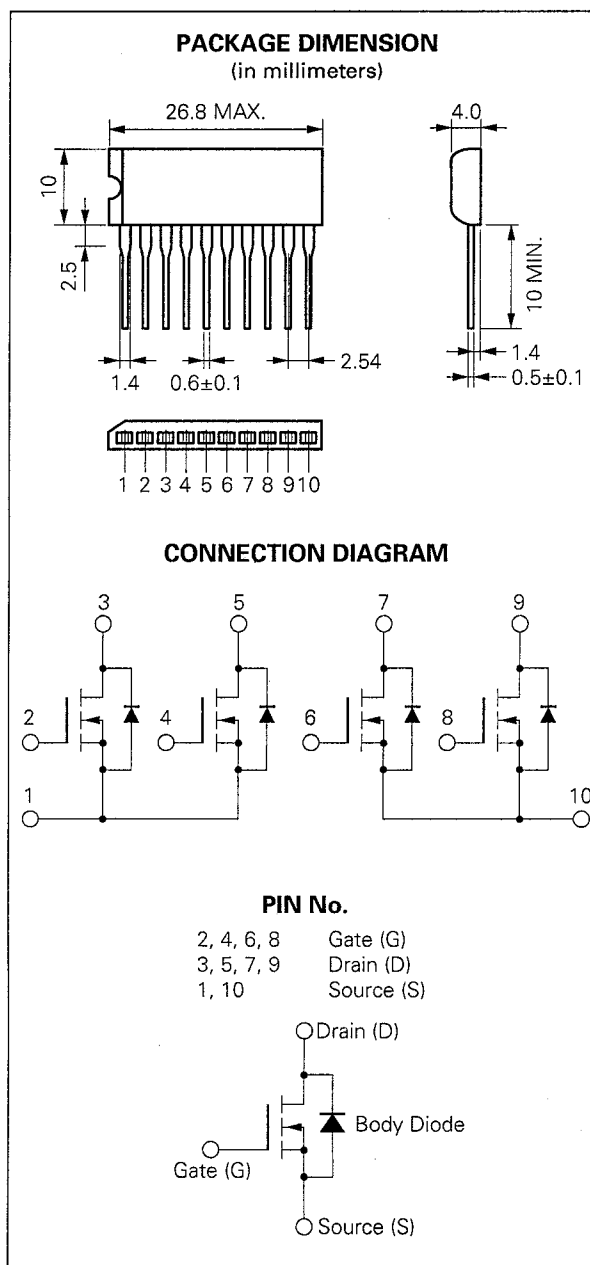 PACKAGE DIMENSION
(in millimeters)
26.8 MAX.
4.0
10
2.5
10 MIN.
1.4
0.6±0.1
2.54
1.4
0.5±0.1
1 2 3 4 5 6 7 8 9 10
CONNECTION DIAGRAM
3 5 7 9
2 4 6 8
1 10
PIN No.
2, 4, 6, 8 Gate (G)
3, 5, 7, 9 Drain (D)
1, 10 Source (S)
Drain (D)
Body Diode
Gate (G)
Source (S)